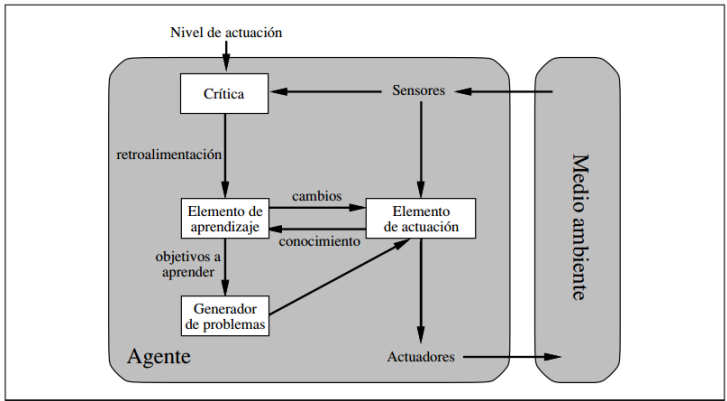 Nivel de actuación
Crítica
Sensores
retroalimentación
cambios
Elemento de
aprendizaje
Elemento
de actuación
conocimiento
objetivos a
aprender
Generador
de problemas
Agente
Actuadores
Medio ambiente